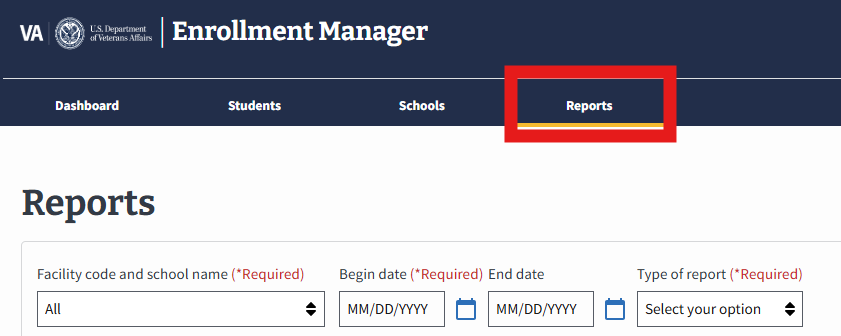 VA U.S. Department of Veterans Affairs Enrollment Manager
Dashboard Students Schools Reports
Reports
Facility code and school name (*Required) Begin date (*Required) End date Type of report (*Required)
All MM/DD/YYYY MM/DD/YYYY Select your option